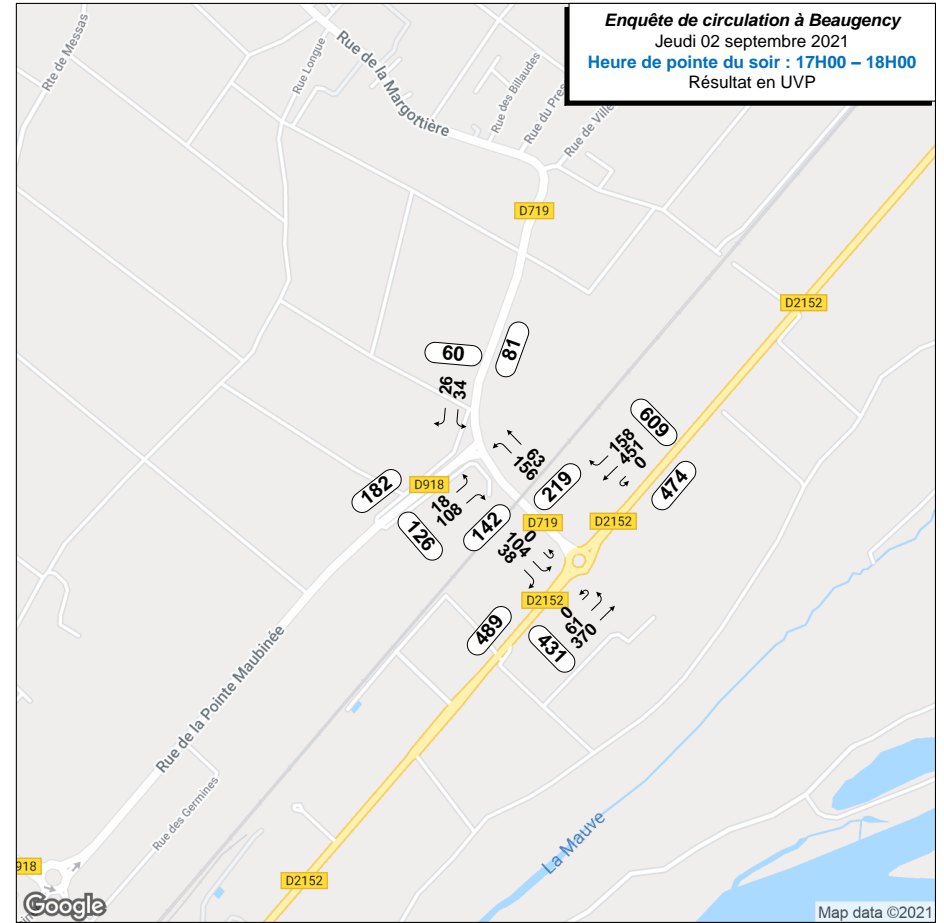 Enquête de circulation à Beaugency
Jeudi 02 septembre 2021
Heure de pointe du soir : 17H00 – 18H00
Résultat en UVP
Rte de Messas
Rue Longue
Rue de la Margottière
Rue des Billaudes
Rue du Pres
Rue de Ville
D719
D2152
60
81
26
34
609
158
451
0
63
156
219
474
182
D918
18
108
126
142
D719
D2152
0
104
38
D2152
489
431
0
61
370
Rue de la Pointe Maubinée
Rue des Germines
La Mauve
918
D2152
Google
Map data ©2021